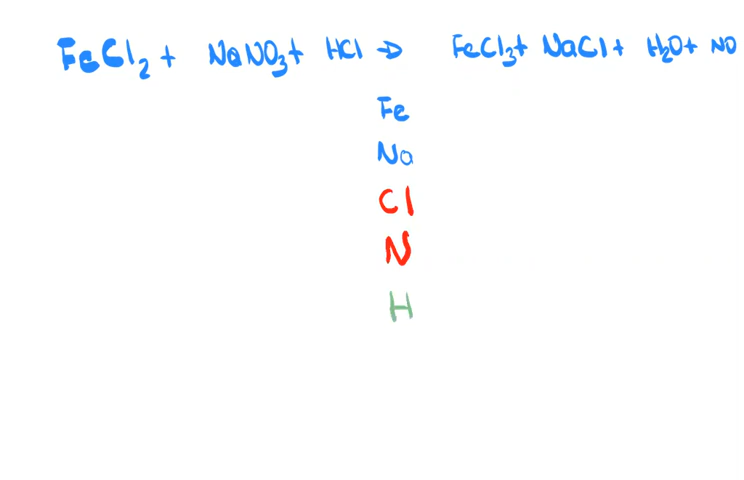 FeCl2 + NaNO3 + HCl → FeCl3 + NaCl + H2O + NO
Fe
Na
Cl
N
H